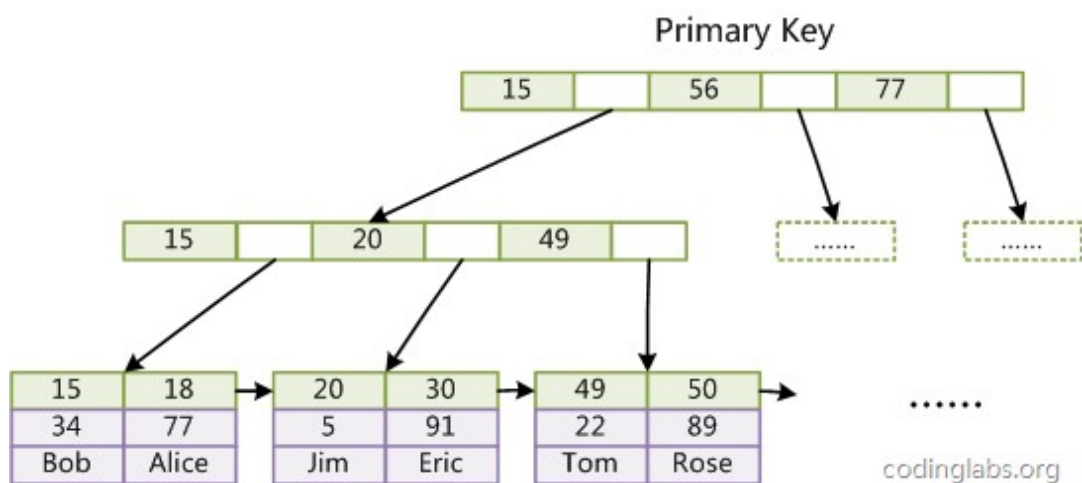 Primary Key
15 56 77
15 20 49
...... ......
15 18 20 30 49 50
34 77 5 91 22 89
Bob Alice Jim Eric Tom Rose
......
codinglabs.org